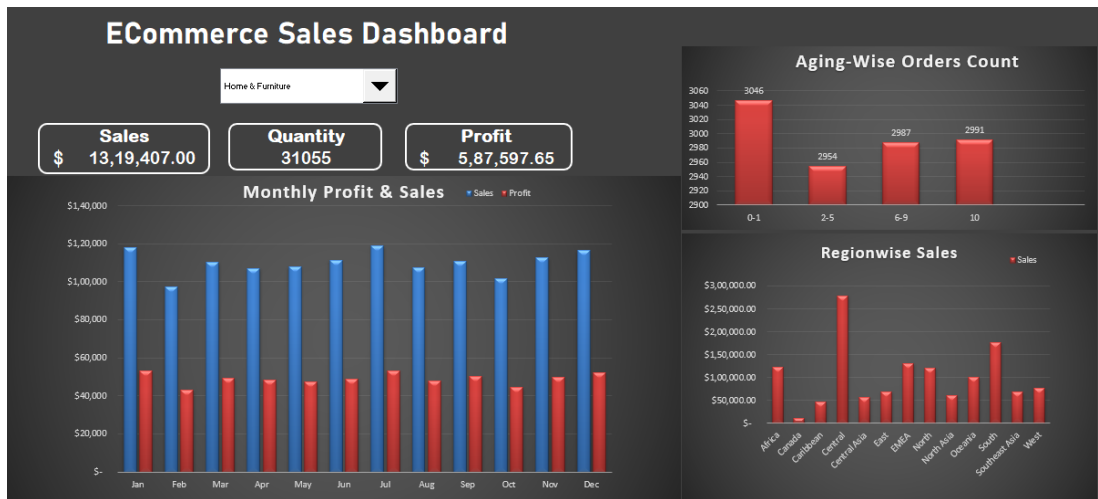 ECommerce Sales Dashboard
Home & Furniture
Sales
$ 13,19,407.00
Quantity
31055
Profit
$ 5,87,597.65
Monthly Profit & Sales
Sales Profit
$1,40,000
$1,20,000
$1,00,000
$80,000
$60,000
$40,000
$20,000
$-
Jan Feb Mar Apr May Jun Jul Aug Sep Oct Nov Dec
Aging-Wise Orders Count
3060
3040
3020
3000
2980
2960
2940
2920
2900
3046 2954 2987 2991
0-1 2-5 6-9 10
Regionwise Sales
Sales
$3,00,000.00
$2,50,000.00
$2,00,000.00
$1,50,000.00
$1,00,000.00
$50,000.00
$-
Africa
Canada
Caribbean
Central
Central Asia
East
EMEA
North
North Asia
Oceania
South
Southeast Asia
West